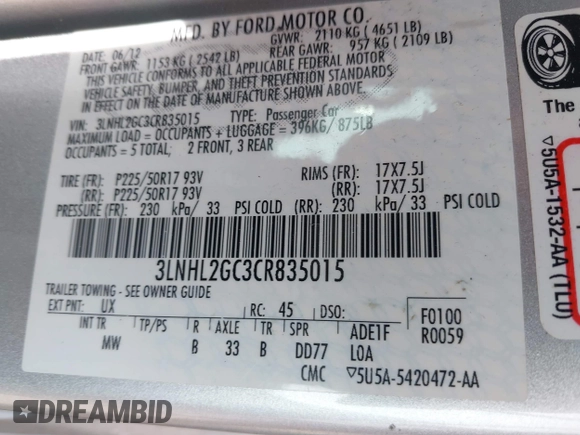 MFD. BY FORD MOTOR CO.
DATE: 06/12 GVWR: 2110 KG ( 4651 LB)
FRONT GAWR: 1153 KG ( 2542 LB) REAR GAWR: 957 KG ( 2109 LB)
THIS VEHICLE CONFORMS TO ALL APPLICABLE FEDERAL MOTOR
VEHICLE SAFETY, BUMPER, AND THEFT PREVENTION STANDARDS
IN EFFECT ON THE DATE OF MANUFACTURE SHOWN ABOVE.
VIN: 3LNHL2GC3CR835015 TYPE: Passenger Car
MAXIMUM LOAD = OCCUPANTS + LUGGAGE = 396KG/ 875LB
OCCUPANTS = 5 TOTAL; 2 FRONT, 3 REAR
TIRE (FR): P225/50R17 93V RIMS (FR): 17X7.5J
(RR): P225/50R17 93V (RR): 17X7.5J
PRESSURE (FR): 230 kPa/ 33 PSI COLD (RR): 230 kPa/ 33 PSI COLD
3LNHL2GC3CR835015
TRAILER TOWING - SEE OWNER GUIDE
EXT PNT: UX RC: 45 DSO: F0100
INT TR TP/PS R AXLE TR SPR ADE1F R0059
MW B 33 B DD77 LOA
CMC ▽5U5A-5420472-AA
The
▽5U5A-1532-AA (TLU)
DREAMBID